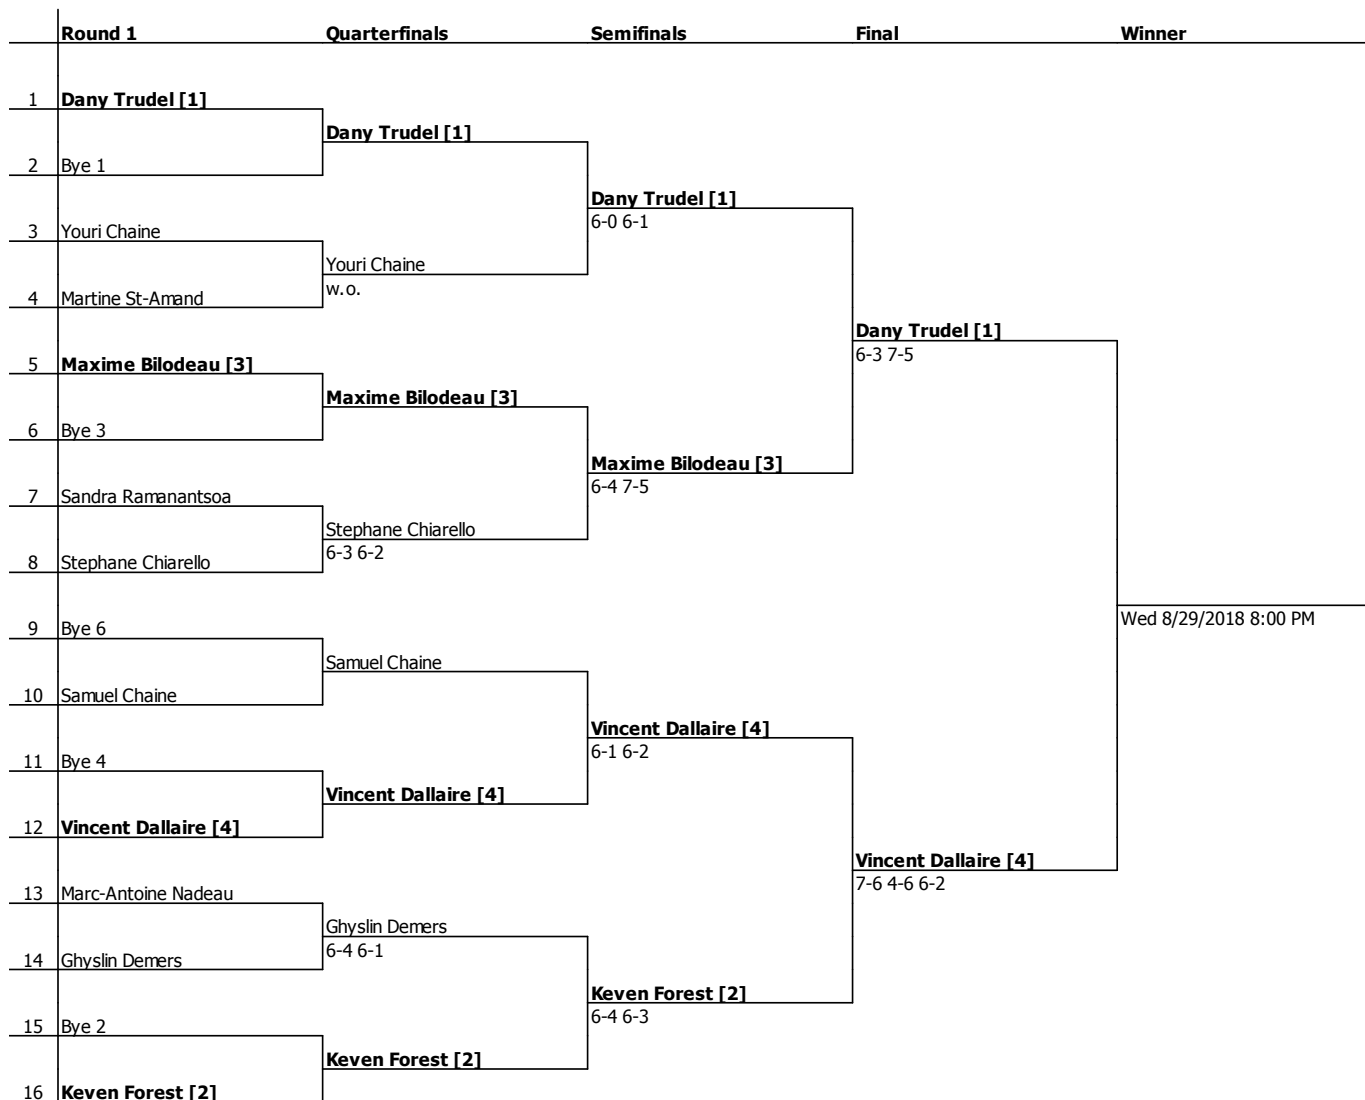 Round 1 Quarterfinals Semifinals Final Winner
1 Dany Trudel [1]
Dany Trudel [1]
2 Bye 1
Dany Trudel [1]
6-0 6-1
3 Youri Chaine
Youri Chaine
w.o.
4 Martine St-Amand
Dany Trudel [1]
6-3 7-5
5 Maxime Bilodeau [3]
Maxime Bilodeau [3]
6 Bye 3
Maxime Bilodeau [3]
6-4 7-5
7 Sandra Ramanantsoa
Stephane Chiarello
6-3 6-2
8 Stephane Chiarello
Wed 8/29/2018 8:00 PM
9 Bye 6
Samuel Chaine
10 Samuel Chaine
Vincent Dallaire [4]
6-1 6-2
11 Bye 4
Vincent Dallaire [4]
12 Vincent Dallaire [4]
Vincent Dallaire [4]
7-6 4-6 6-2
13 Marc-Antoine Nadeau
Ghyslin Demers
6-4 6-1
14 Ghyslin Demers
Keven Forest [2]
6-4 6-3
15 Bye 2
Keven Forest [2]
16 Keven Forest [2]